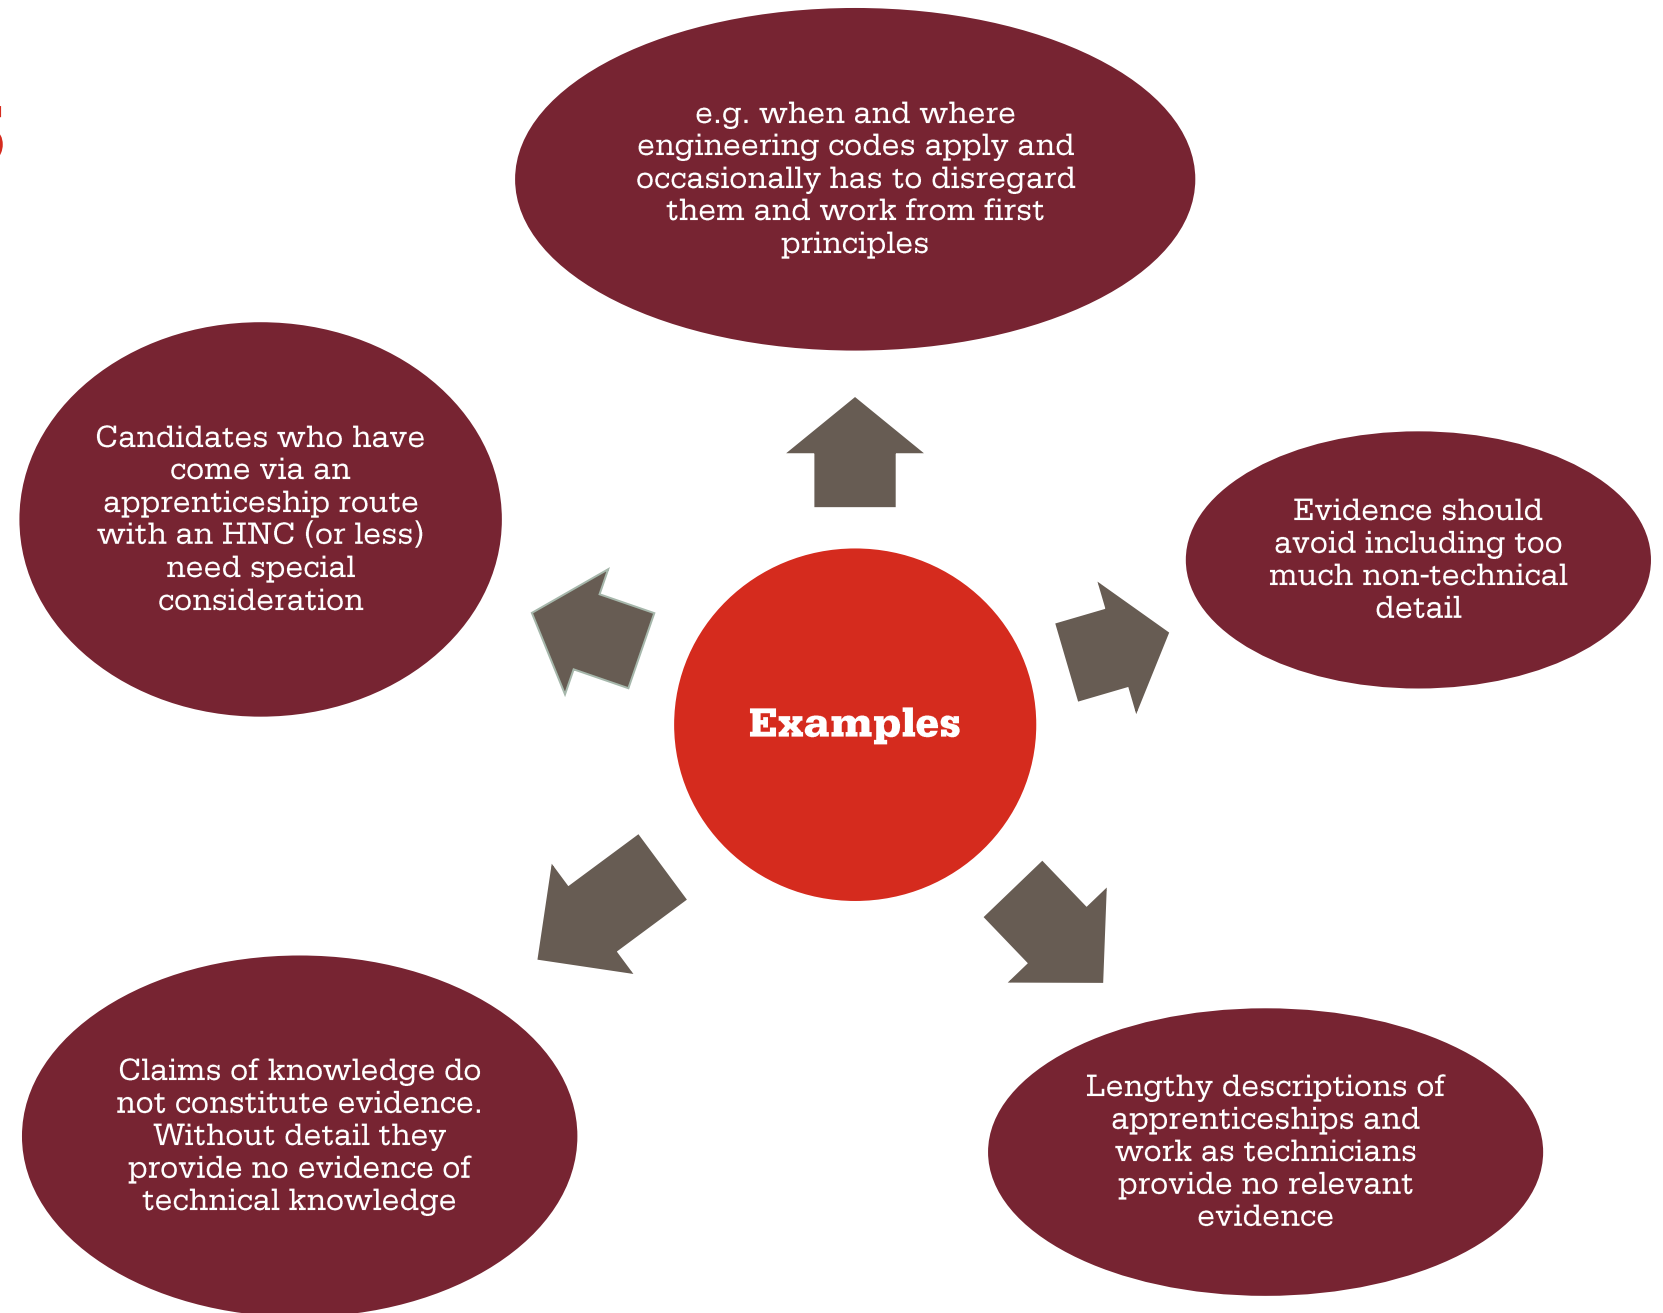 e.g. when and where
engineering codes apply and
occasionally has to disregard
them and work from first
principles
Candidates who have
come via an
apprenticeship route
with an HNC (or less)
need special
consideration
Evidence should
avoid including too
much non-technical
detail
Examples
Claims of knowledge do
not constitute evidence.
Without detail they
provide no evidence of
technical knowledge
Lengthy descriptions of
apprenticeships and
work as technicians
provide no relevant
evidence